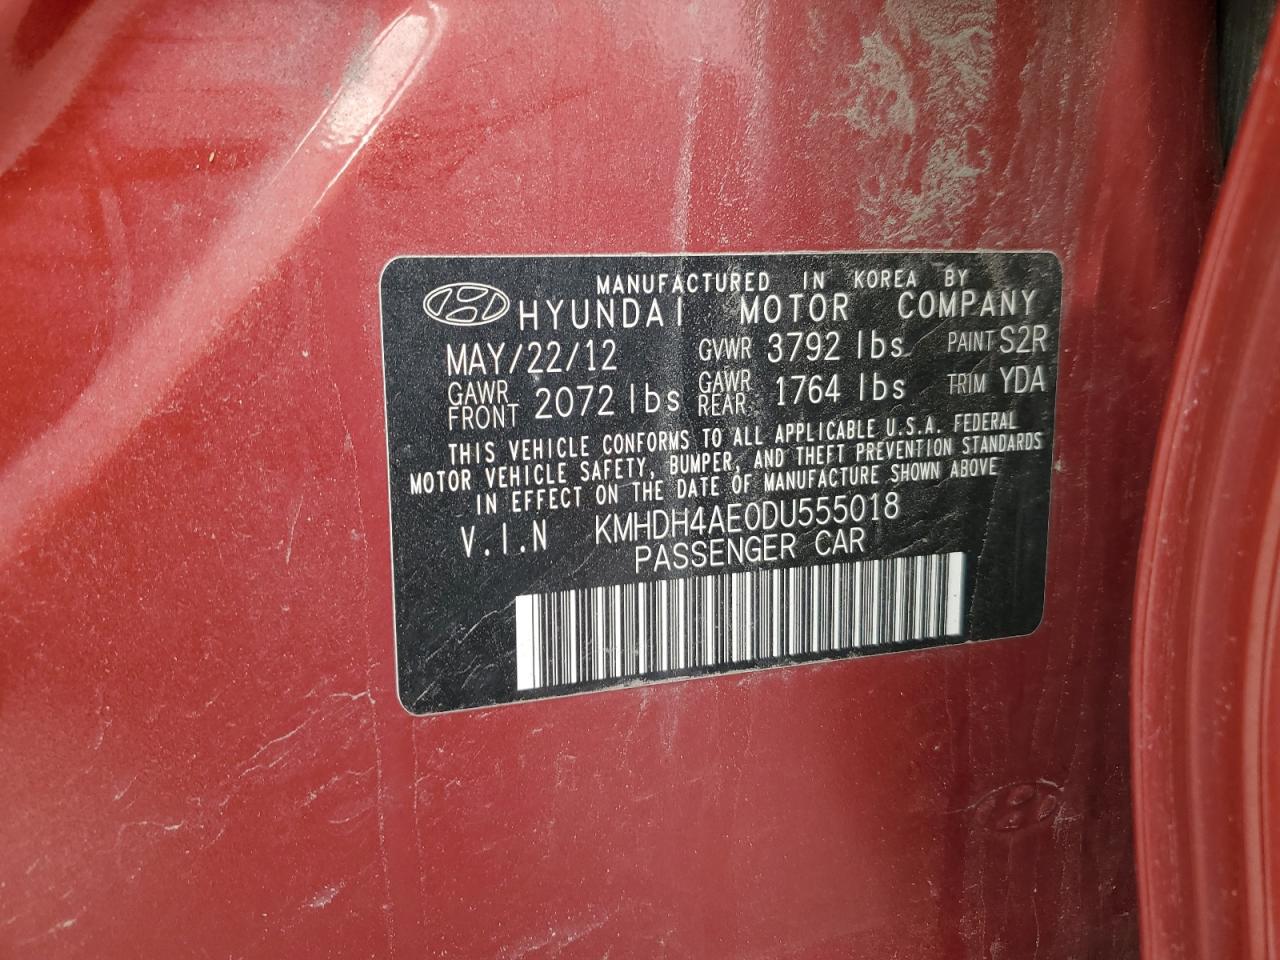 MANUFACTURED IN KOREA BY
HYUNDAI MOTOR COMPANY
MAY/22/12 GVWR 3792 lbs PAINT S2R
GAWR FRONT 2072 lbs GAWR REAR 1764 lbs TRIM YDA
THIS VEHICLE CONFORMS TO ALL APPLICABLE U.S.A. FEDERAL
MOTOR VEHICLE SAFETY, BUMPER, AND THEFT PREVENTION STANDARDS
IN EFFECT ON THE DATE OF MANUFACTURE SHOWN ABOVE
V.I.N KMHDH4AE0DU555018
PASSENGER CAR